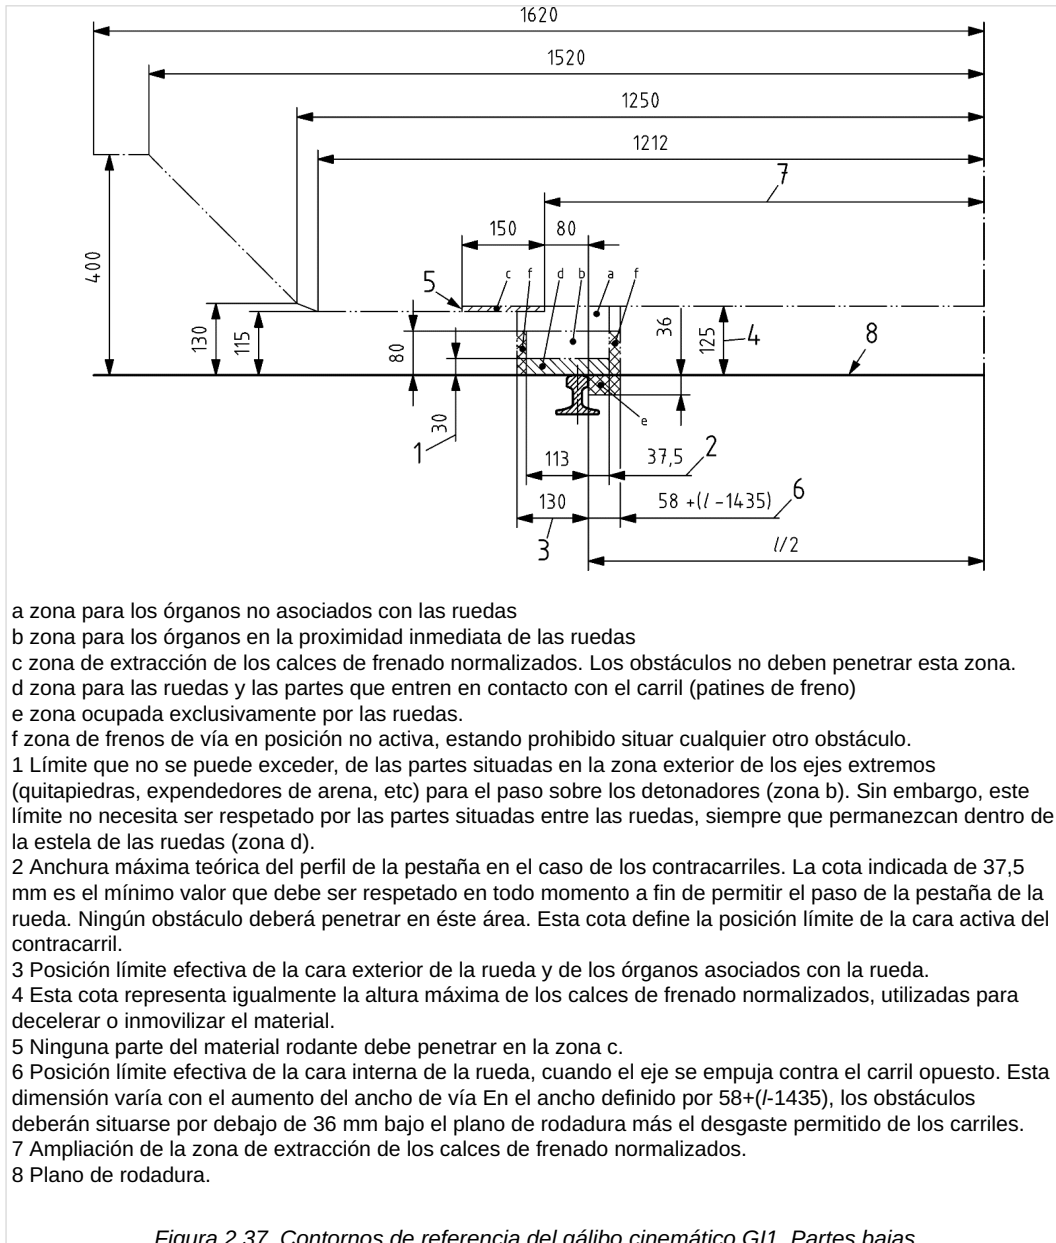 1620
1520
1250
1212
7
150 80
5 c f d b a f
400
130 115 80 36 125 4 8
30
1
e
113 37,5 2
130 58 +(l -1435) 6
3
l/2
a zona para los órganos no asociados con las ruedas
b zona para los órganos en la proximidad inmediata de las ruedas
c zona de extracción de los calces de frenado normalizados. Los obstáculos no deben penetrar esta zona.
d zona para las ruedas y las partes que entren en contacto con el carril (patines de freno)
e zona ocupada exclusivamente por las ruedas.
f zona de frenos de vía en posición no activa, estando prohibido situar cualquier otro obstáculo.
1 Límite que no se puede exceder, de las partes situadas en la zona exterior de los ejes extremos
(quitapiedras, expendedores de arena, etc) para el paso sobre los detonadores (zona b). Sin embargo, este
límite no necesita ser respetado por las partes situadas entre las ruedas, siempre que permanezcan dentro de
la estela de las ruedas (zona d).
2 Anchura máxima teórica del perfil de la pestaña en el caso de los contracarriles. La cota indicada de 37,5
mm es el mínimo valor que debe ser respetado en todo momento a fin de permitir el paso de la pestaña de la
rueda. Ningún obstáculo deberá penetrar en éste área. Esta cota define la posición límite de la cara activa del
contracarril.
3 Posición límite efectiva de la cara exterior de la rueda y de los órganos asociados con la rueda.
4 Esta cota representa igualmente la altura máxima de los calces de frenado normalizados, utilizadas para
decelerar o inmovilizar el material.
5 Ninguna parte del material rodante debe penetrar en la zona c.
6 Posición límite efectiva de la cara interna de la rueda, cuando el eje se empuja contra el carril opuesto. Esta
dimensión varía con el aumento del ancho de vía En el ancho definido por 58+(l-1435), los obstáculos
deberán situarse por debajo de 36 mm bajo el plano de rodadura más el desgaste permitido de los carriles.
7 Ampliación de la zona de extracción de los calces de frenado normalizados.
8 Plano de rodadura.
Figura 2.37. Contornos de referencia del gálibo cinemático GI1. Partes bajas